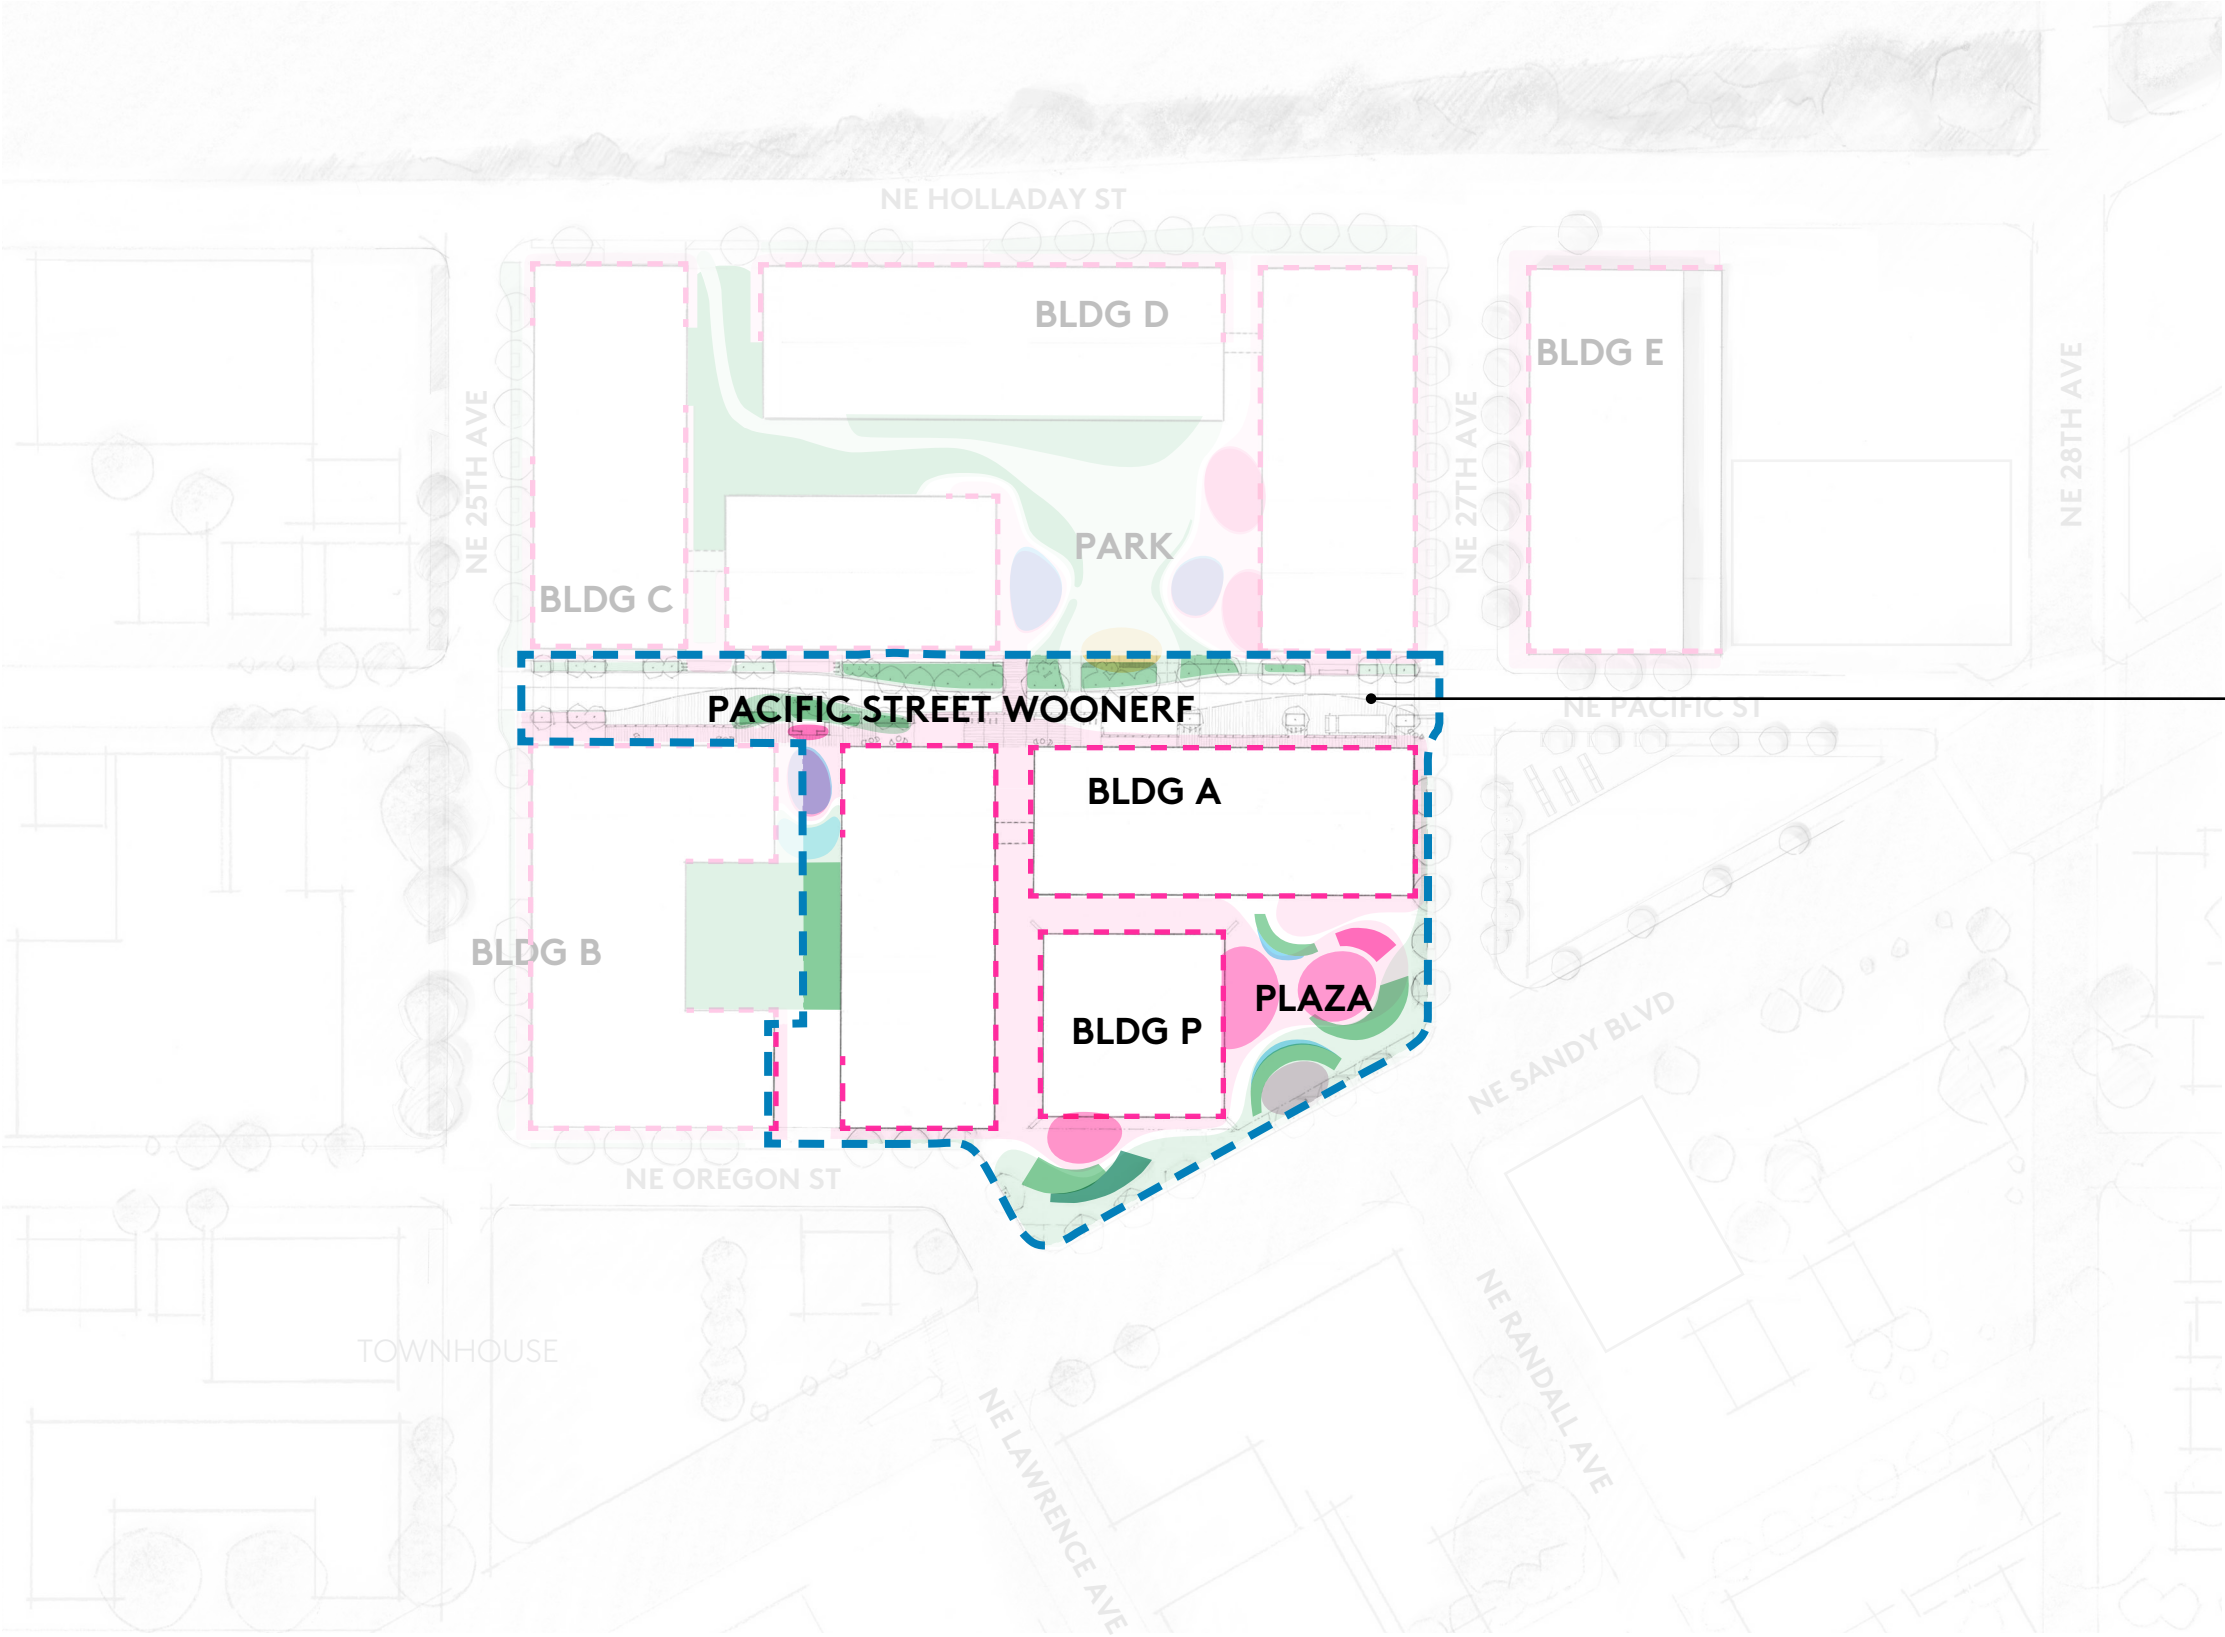 NE HOLLADAY ST
BLDG D
BLDG E
NE 25TH AVE
NE 27TH AVE
NE 28TH AVE
PARK
BLDG C
PACIFIC STREET WOONERF
NE PACIFIC ST
BLDG A
BLDG B
PLAZA
BLDG P
NE SANDY BLVD
NE OREGON ST
TOWNHOUSE
NE RANDALL AVE
NE LAWRENCE AVE